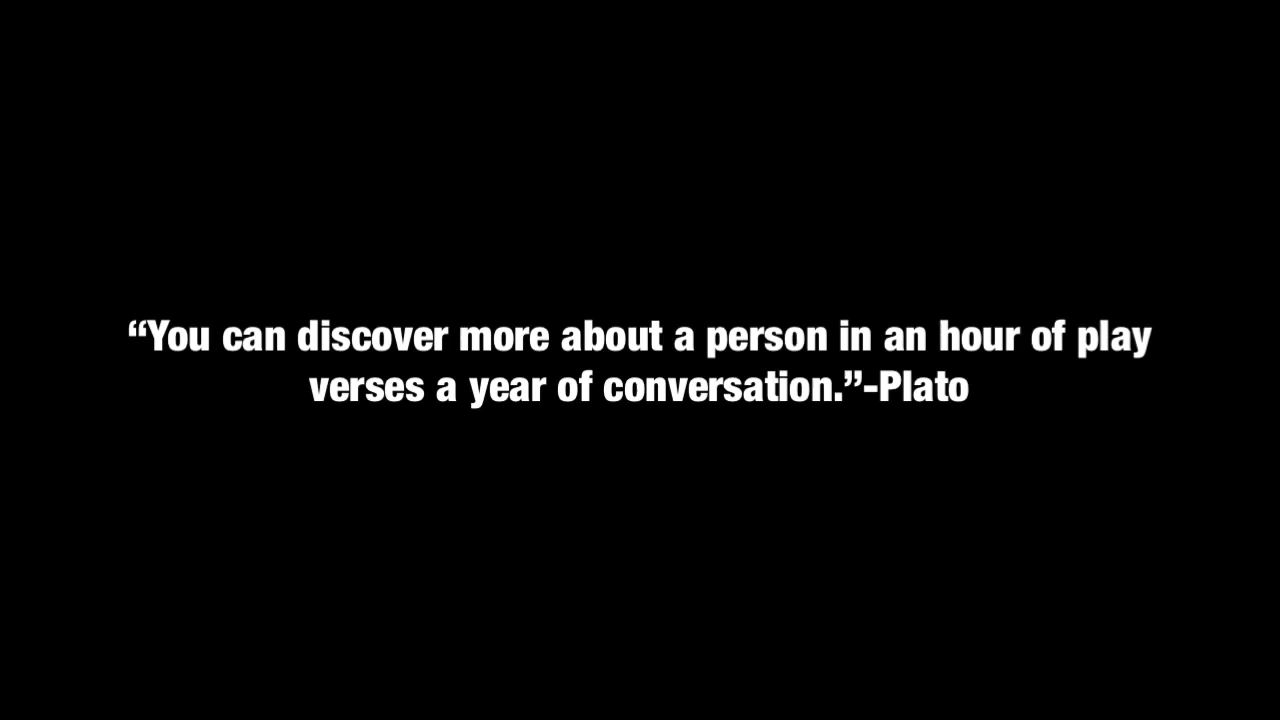 “You can discover more about a person in an hour of play
verses a year of conversation.”-Plato